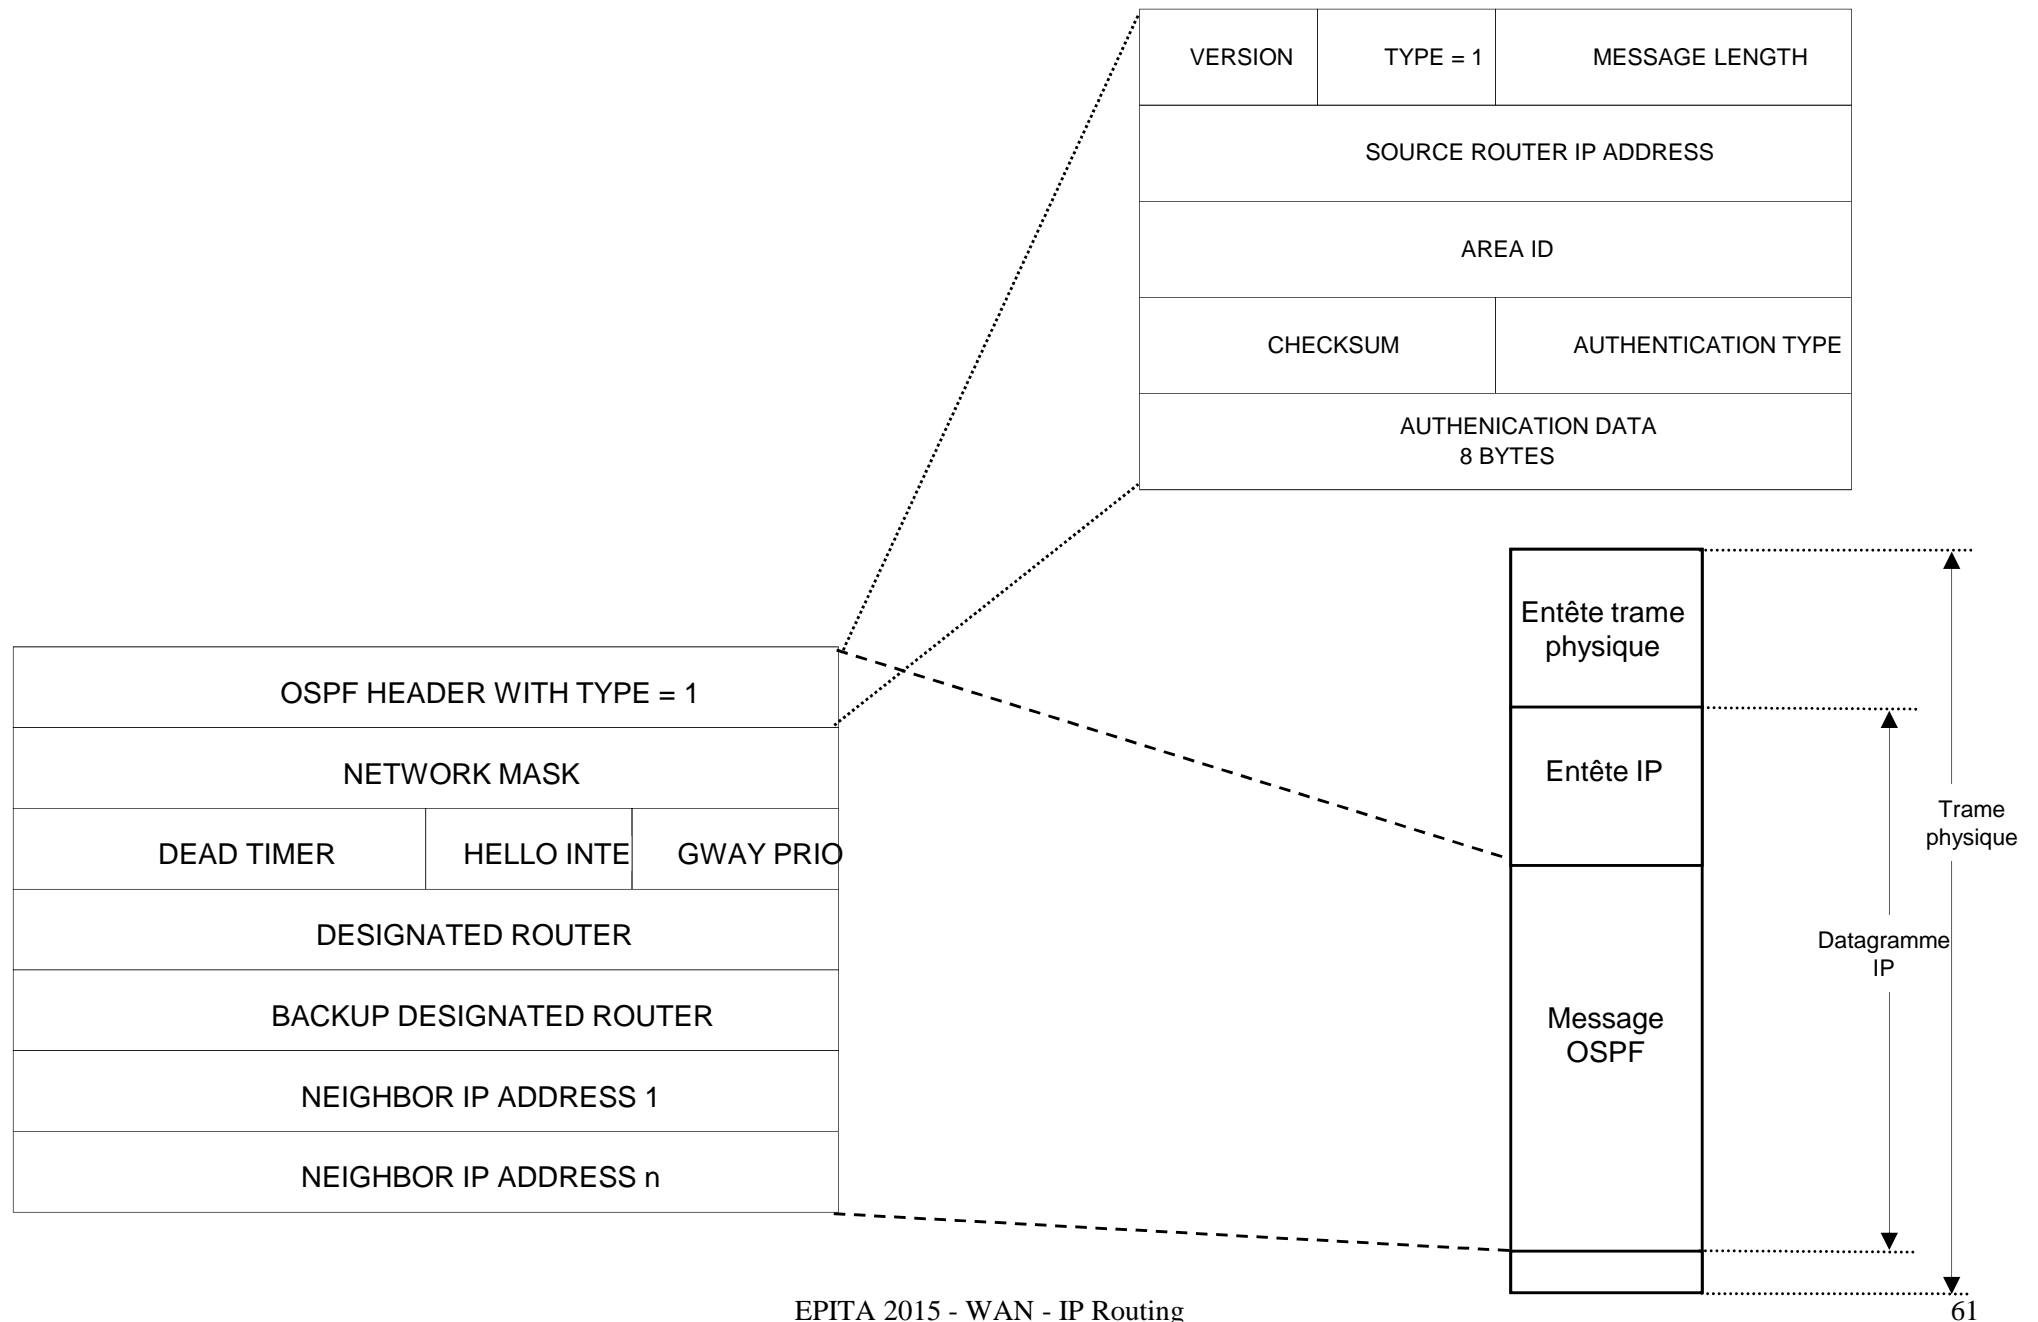 VERSION TYPE = 1 MESSAGE LENGTH
SOURCE ROUTER IP ADDRESS
AREA ID
CHECKSUM AUTHENTICATION TYPE
AUTHENICATION DATA
8 BYTES
OSPF HEADER WITH TYPE = 1
NETWORK MASK
DEAD TIMER HELLO INTE GWAY PRIO
DESIGNATED ROUTER
BACKUP DESIGNATED ROUTER
NEIGHBOR IP ADDRESS 1
NEIGHBOR IP ADDRESS n
Entête trame
physique
Entête IP
Message
OSPF
Trame
physique
Datagramme
IP
EPITA 2015 - WAN - IP Routing
61